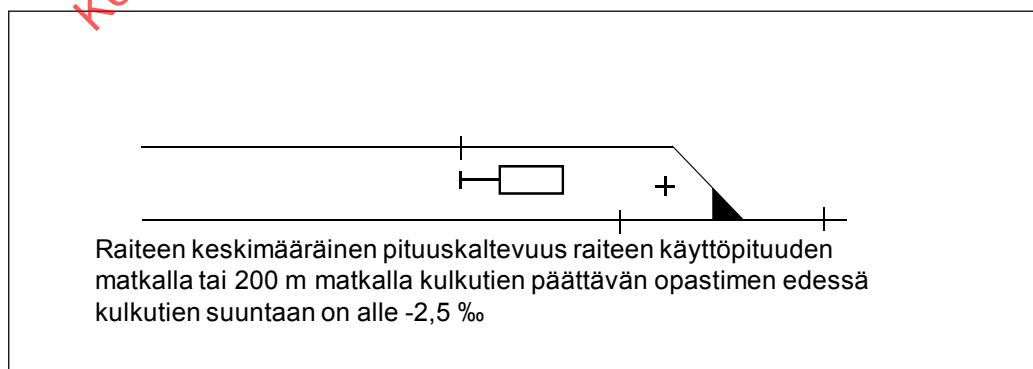 Raiteen keskimääräinen pituuskaltevuus raiteen käyttöpituuden
matkalla tai 200 m matkalla kulkutien päättävän opastimen edessä
kulkutien suuntaan on alle -2,5 ‰